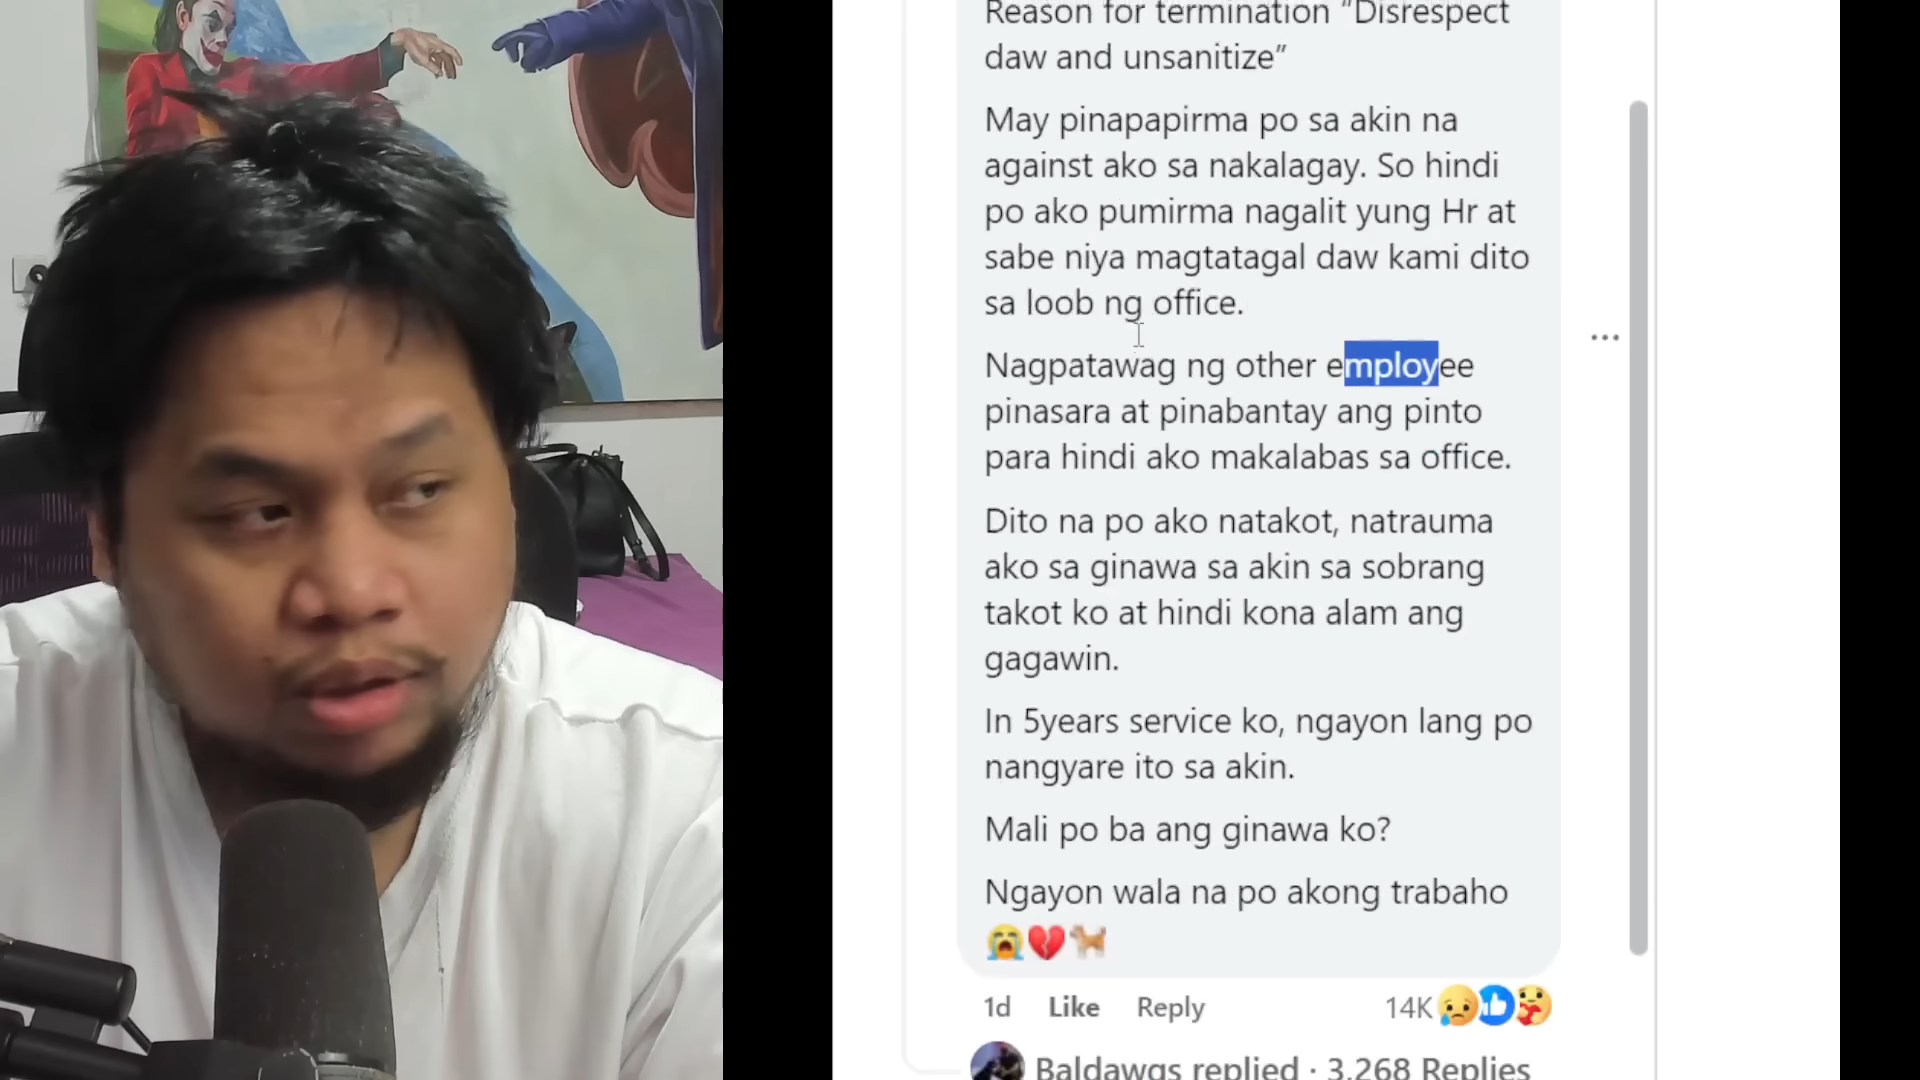 Reason for termination “Disrespect
daw and unsanitize”
May pinapapirma po sa akin na
against ako sa nakalagay. So hindi
po ako pumirma nagalit yung Hr at
sabe niya magtatagal daw kami dito
sa loob ng office.
Nagpatawag ng other employee
pinasara at pinabantay ang pinto
para hindi ako makalabas sa office.
Dito na po ako natakot, natrauma
ako sa ginawa sa akin sa sobrang
takot ko at hindi kona alam ang
gagawin.
In 5years service ko, ngayon lang po
nangyare ito sa akin.
Mali po ba ang ginawa ko?
Ngayon wala na po akong trabaho
😭💔🐕
1d Like Reply 14K
Baldawgs replied · 3,268 Replies